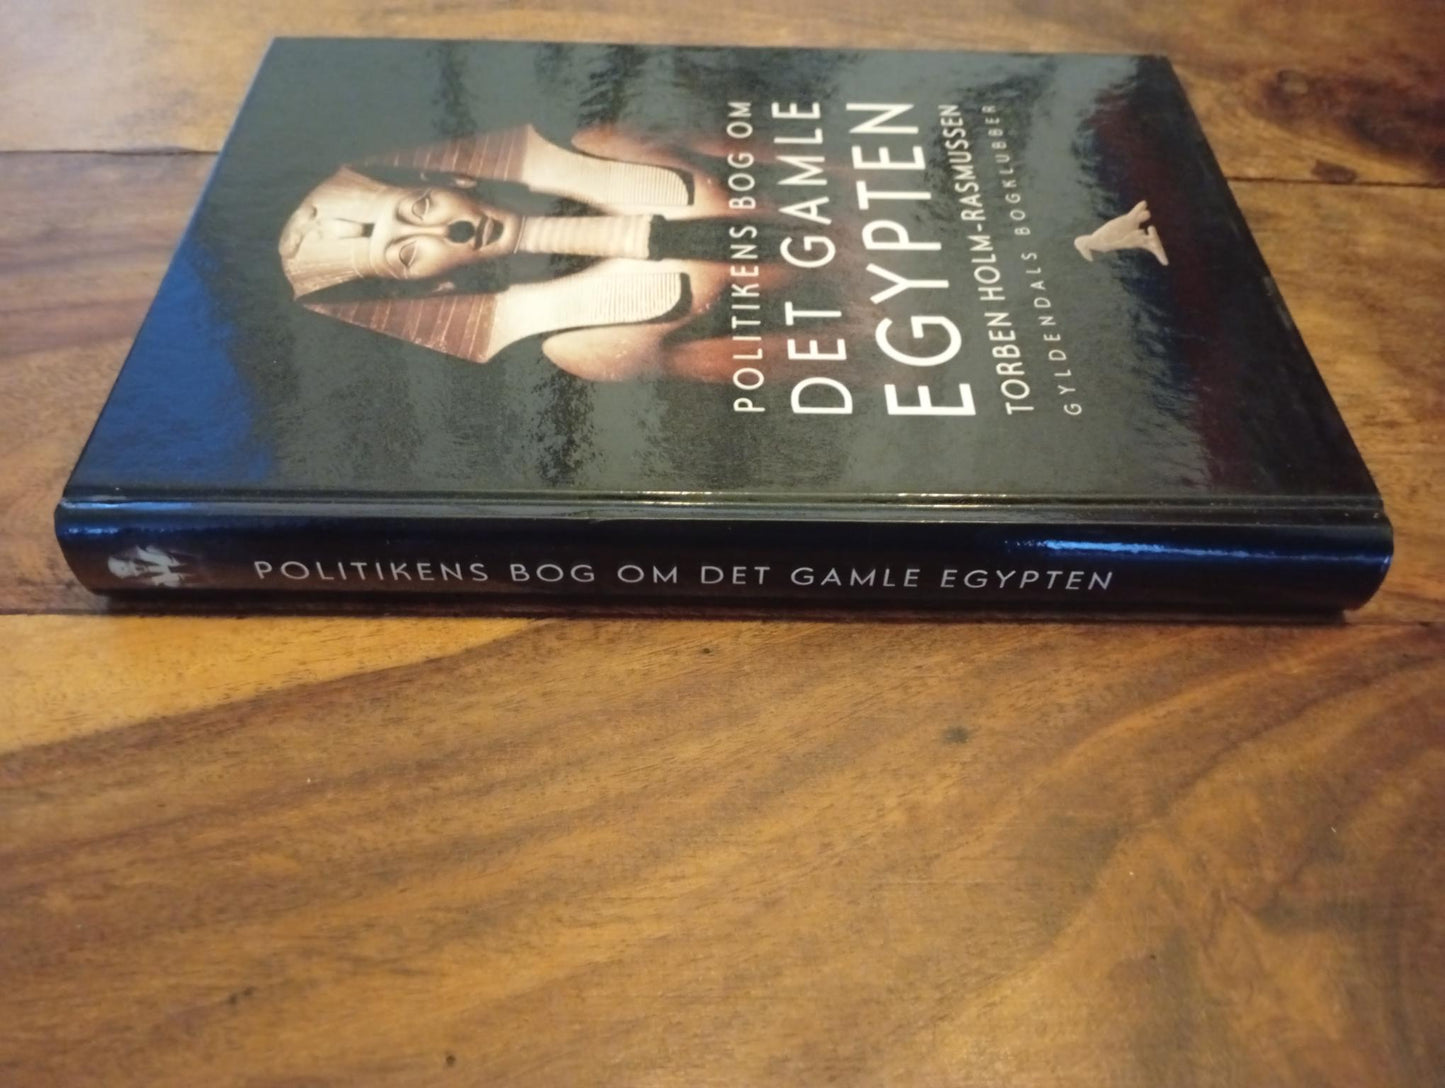 POLITIKENS BOG OM
DET GAMLE
EGYPTEN
TORBEN HOLM-RASMUSSEN
GYLDENDALS BOGKLUBBER
POLITIKENS BOG OM DET GAMLE EGYPTEN